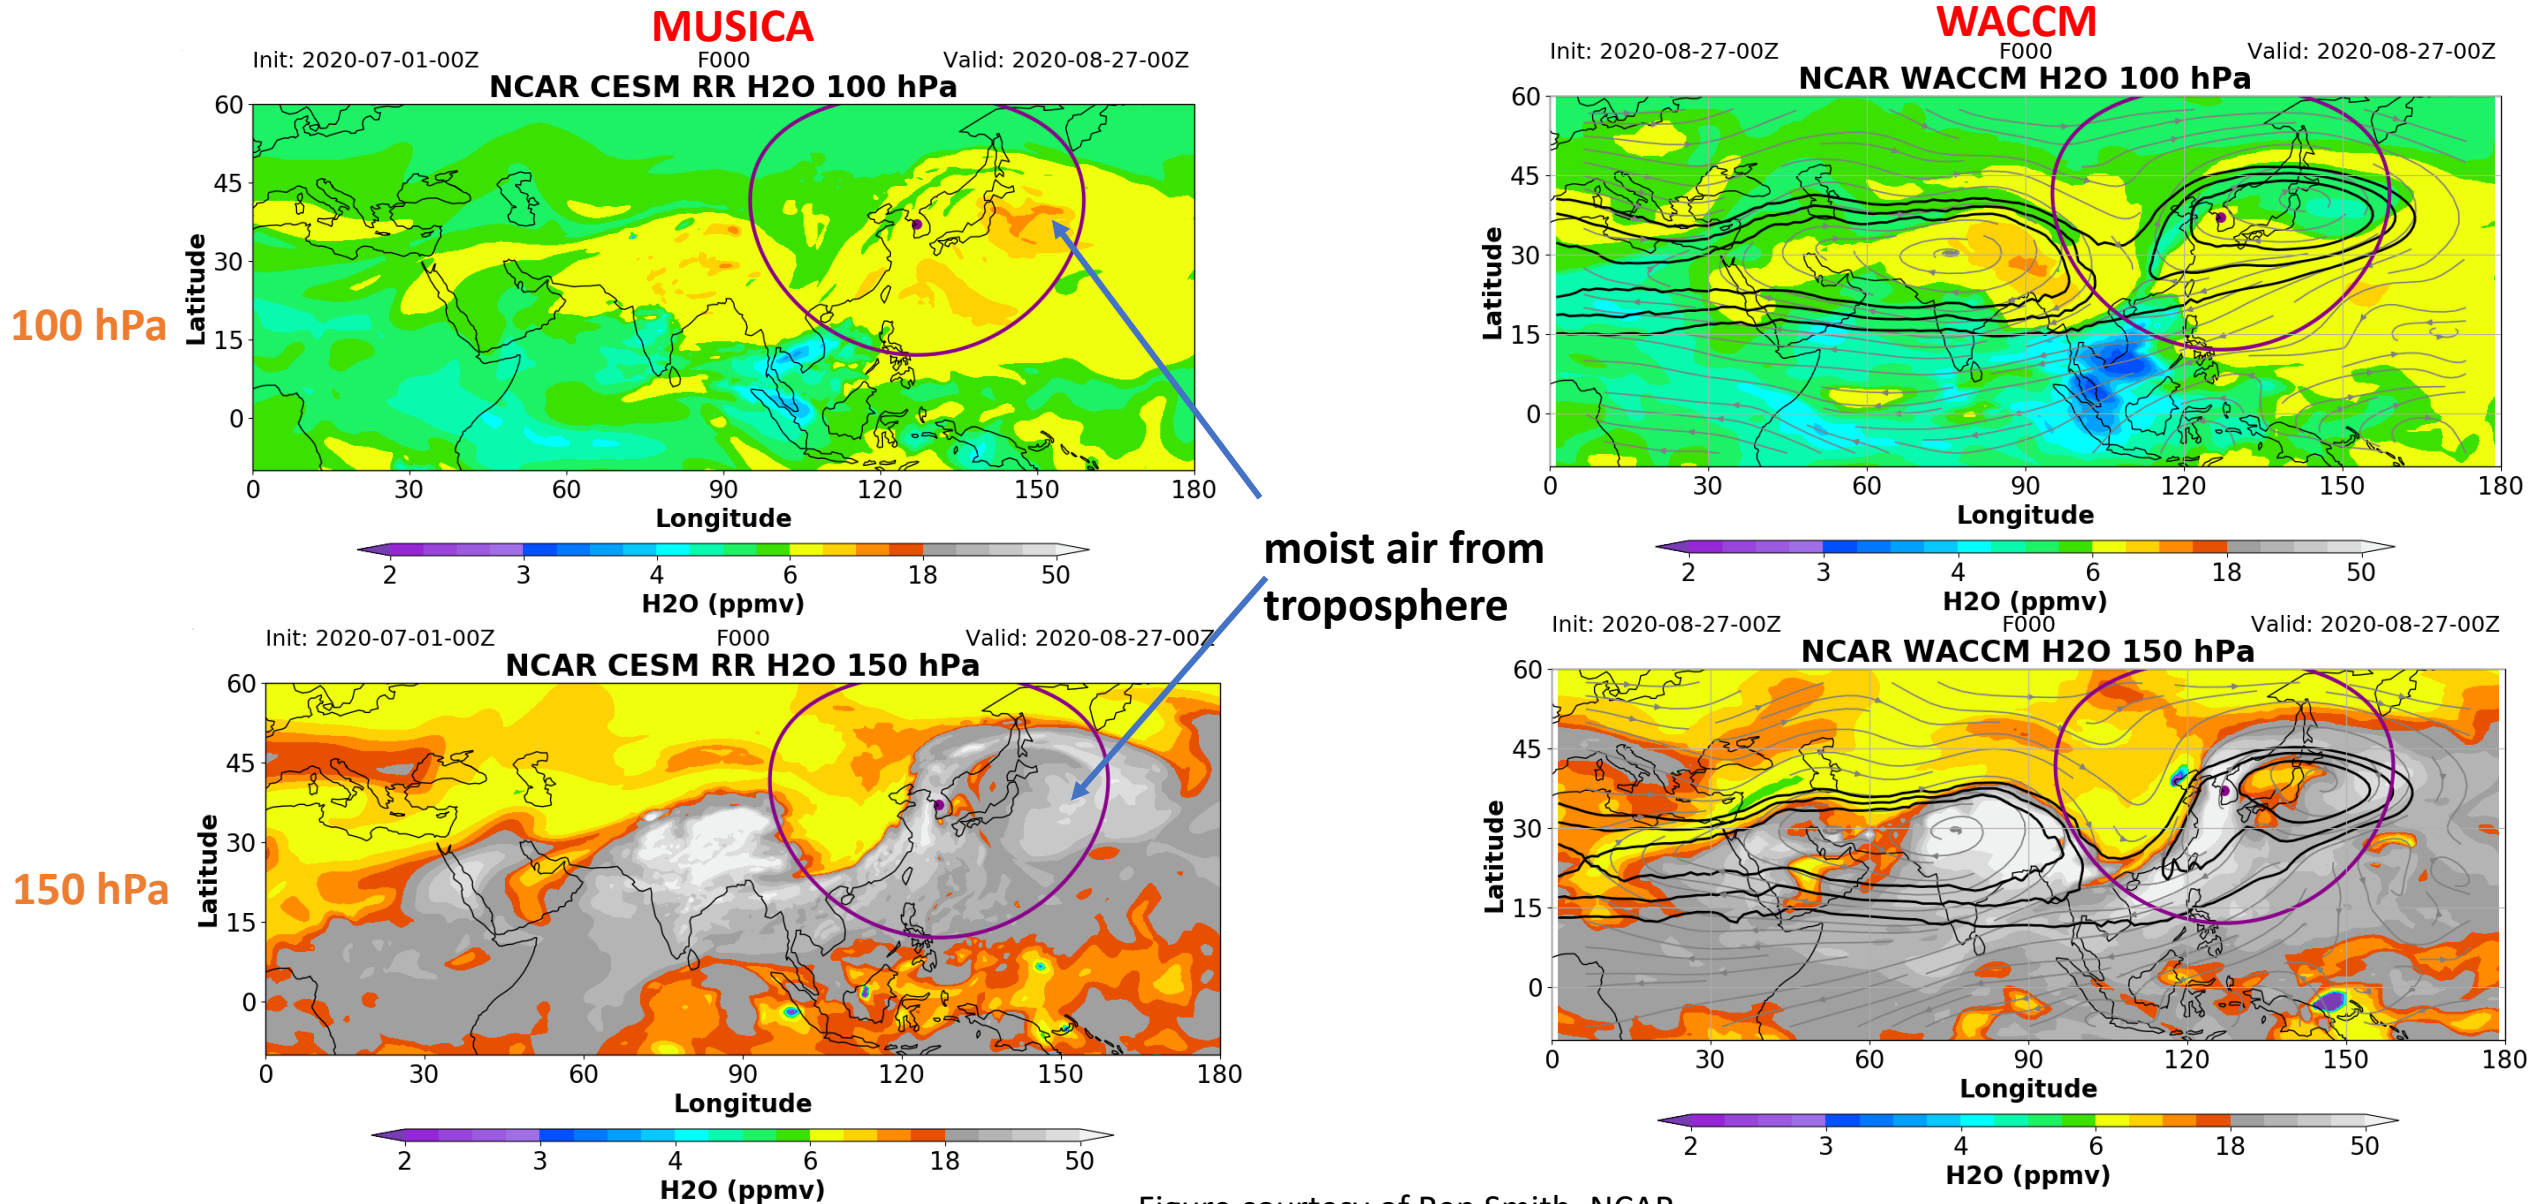 MUSICA
Init: 2020-07-01-00Z F000 Valid: 2020-08-27-00Z
NCAR CESM RR H2O 100 hPa
60
45
30
15
0
Latitude
100 hPa
0 30 60 90 120 150 180
Longitude
2 3 4 6 18 50
H2O (ppmv)
WACCM
Init: 2020-08-27-00Z F000 Valid: 2020-08-27-00Z
NCAR WACCM H2O 100 hPa
60
45
30
15
0
Latitude
0 30 60 90 120 150 180
Longitude
2 3 4 6 18 50
H2O (ppmv)
moist air from
troposphere
Init: 2020-07-01-00Z F000 Valid: 2020-08-27-00Z
NCAR CESM RR H2O 150 hPa
60
45
30
15
0
Latitude
150 hPa
0 30 60 90 120 150 180
Longitude
2 3 4 6 18 50
H2O (ppmv)
Init: 2020-08-27-00Z F000 Valid: 2020-08-27-00Z
NCAR WACCM H2O 150 hPa
60
45
30
15
0
Latitude
0 30 60 90 120 150 180
Longitude
2 3 4 6 18 50
H2O (ppmv)
Figure courtesy of Ren Smith, NCAR